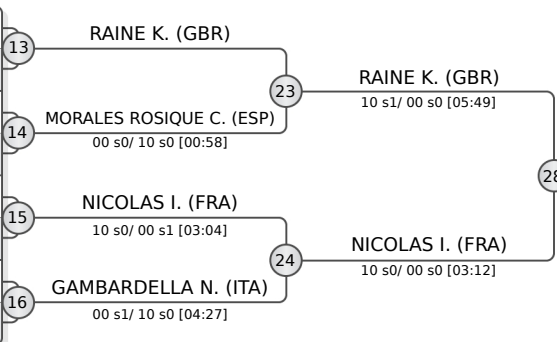 13
RAINE K. (GBR)
23
RAINE K. (GBR)
10 s1/ 00 s0 [05:49]
14
MORALES ROSIQUE C. (ESP)
00 s0/ 10 s0 [00:58]
28
15
NICOLAS I. (FRA)
10 s0/ 00 s1 [03:04]
24
NICOLAS I. (FRA)
10 s0/ 00 s0 [03:12]
16
GAMBARDELLA N. (ITA)
00 s1/ 10 s0 [04:27]